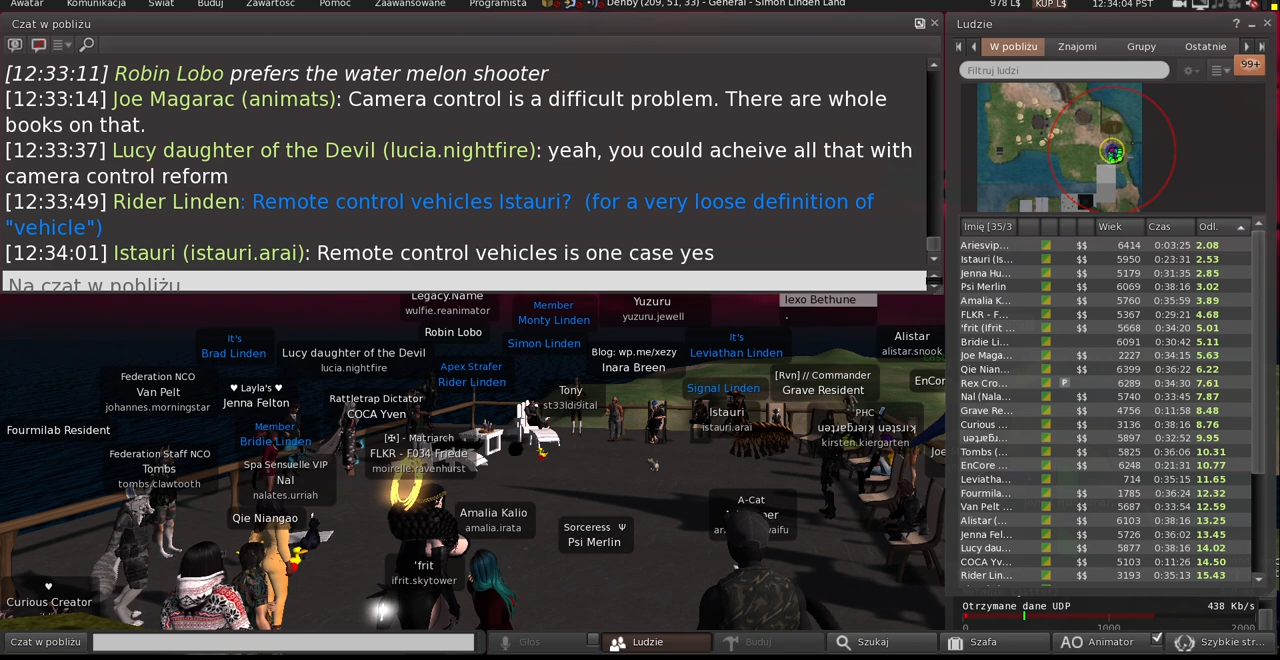 Awatar Komunikacja Świat Buduj Zawartość Pomoc Zaawansowane Programista Denby (209, 51, 33) - General - Simon Linden Land 978 L$ KUP L$ 12:34:04 PST
Czat w pobliżu
[12:33:11] Robin Lobo prefers the water melon shooter
[12:33:14] Joe Magarac (animats): Camera control is a difficult problem. There are whole
books on that.
[12:33:37] Lucy daughter of the Devil (lucia.nightfire): yeah, you could acheive all that with
camera control reform
[12:33:49] Rider Linden: Remote control vehicles Istauri?  (for a very loose definition of
"vehicle")
[12:34:01] Istauri (istauri.arai): Remote control vehicles is one case yes
Na czat w pobliżu
Legacy.Name
wulfie.reanimator
Member
Monty Linden
Yuzuru
yuzuru.jewell
lexo Bethune
.
Robin Lobo
It's
Brad Linden
Lucy daughter of the Devil
lucia.nightfire
Simon Linden
Blog: wp.me/xezy
Inara Breen
It's
Leviathan Linden
Alistar
alistar.snook
Apex Strafer
Rider Linden
Federation NCO
Van Pelt
johannes.morningstar
♥ Layla's ♥
Jenna Felton
Rattletrap Dictator
COCA Yven
Tony
st33ldi9ital
Signal Linden
[Rvn] // Commander
Grave Resident
EnCor
Istauri
istauri.arai
PHC
kirsten.kiergarten
Fourmilab Resident
Member
Bridie Linden
[✠] - Matriarch
FLKR - F034 Friede
moirelle.ravenhurst
Joe
Federation Staff NCO
Tombs
tombs.clawtooth
Spa Sensuelle VIP
Nal
nalates.urriah
Qie Niangao
Amalia Kalio
amalia.irata
Sorceress Ψ
Psi Merlin
A-Cat
'frit
ifrit.skytower
♥
Curious Creator
Ludzie
W pobliżu Znajomi Grupy Ostatnie
Filtruj ludzi
99+
Imię [35/3 Wiek Czas Odl.
Ariesvip... $$ 6414 0:03:25 2.08
Istauri (Is... $$ 5950 0:23:31 2.53
Jenna Hu... $$ 5179 0:31:35 2.85
Psi Merlin $$ 6069 0:38:16 3.02
Amalia K... $$ 5760 0:35:59 3.89
FLKR - F... $$ 5367 0:29:21 4.68
'frit (Ifrit ... $$ 5668 0:34:20 5.01
Bridie Li... 6091 0:30:42 5.11
Joe Maga... $$ 2227 0:34:15 5.63
Qie Nian... $$ 6399 0:36:22 6.22
Rex Cro... P 6289 0:34:30 7.61
Nal (Nala... $$ 5740 0:33:45 7.87
Grave Re... $$ 4756 0:11:58 8.48
Curious ... $$ 3136 0:38:16 8.76
$$ 5897 0:32:52 9.95
Tombs (... $$ 5825 0:36:06 10.31
EnCore ... $$ 6248 0:21:31 10.77
Leviatha... 714 0:35:15 11.65
Fourmila... $$ 1785 0:36:24 12.32
Van Pelt ... $$ 5687 0:33:54 12.59
Alistar (... $$ 6103 0:38:16 13.25
Jenna Fel... $$ 5726 0:36:02 13.45
Lucy dau... $$ 5877 0:38:16 14.02
COCA Yv... $$ 5103 0:11:26 14.50
Rider Lin... $$ 3193 0:35:13 15.43
Otrzymane dane UDP 438 Kb/s
0 1000 2000
Czat w pobliżu Głos Ludzie Buduj Szukaj Szafa AO Animator Szybkie str...